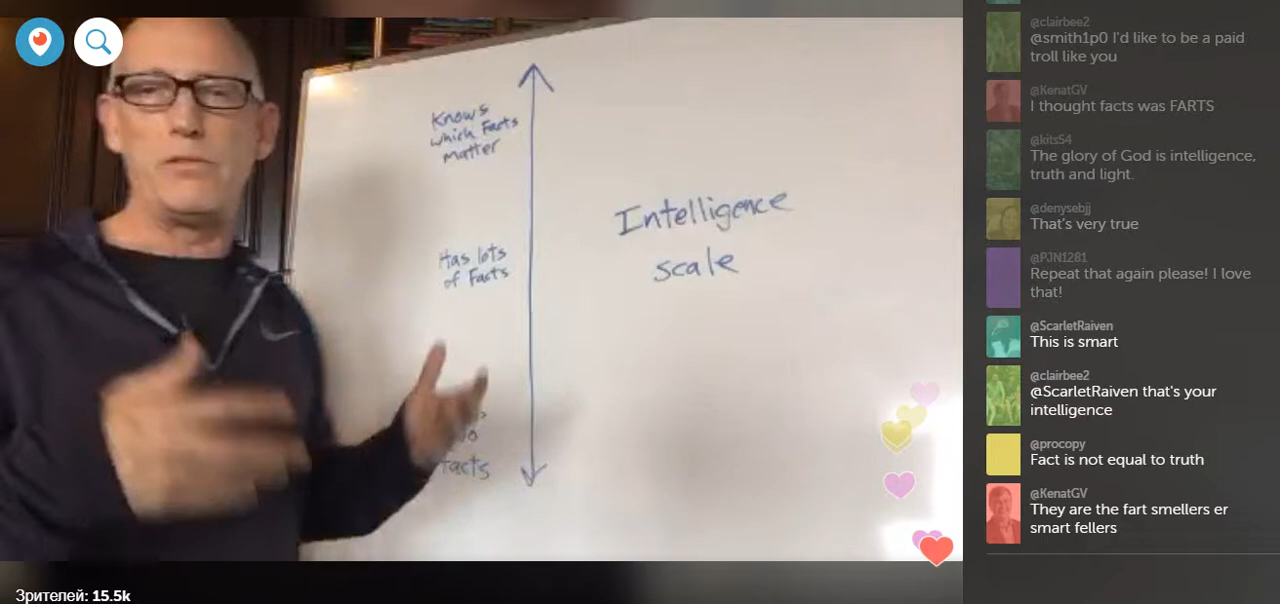 Knows
which Facts
matter
Has lots
of Facts
Facts
Intelligence
scale
@clairbee2
@smith1p0 I'd like to be a paid
troll like you
@KenatGV
I thought facts was FARTS
@kits54
The glory of God is intelligence,
truth and light.
@denysebjj
That's very true
@PJN1281
Repeat that again please! I love
that!
@ScarletRaiven
This is smart
@clairbee2
@ScarletRaiven that's your
intelligence
@procopy
Fact is not equal to truth
@KenatGV
They are the fart smellers er
smart fellers
Зрителей: 15.5k